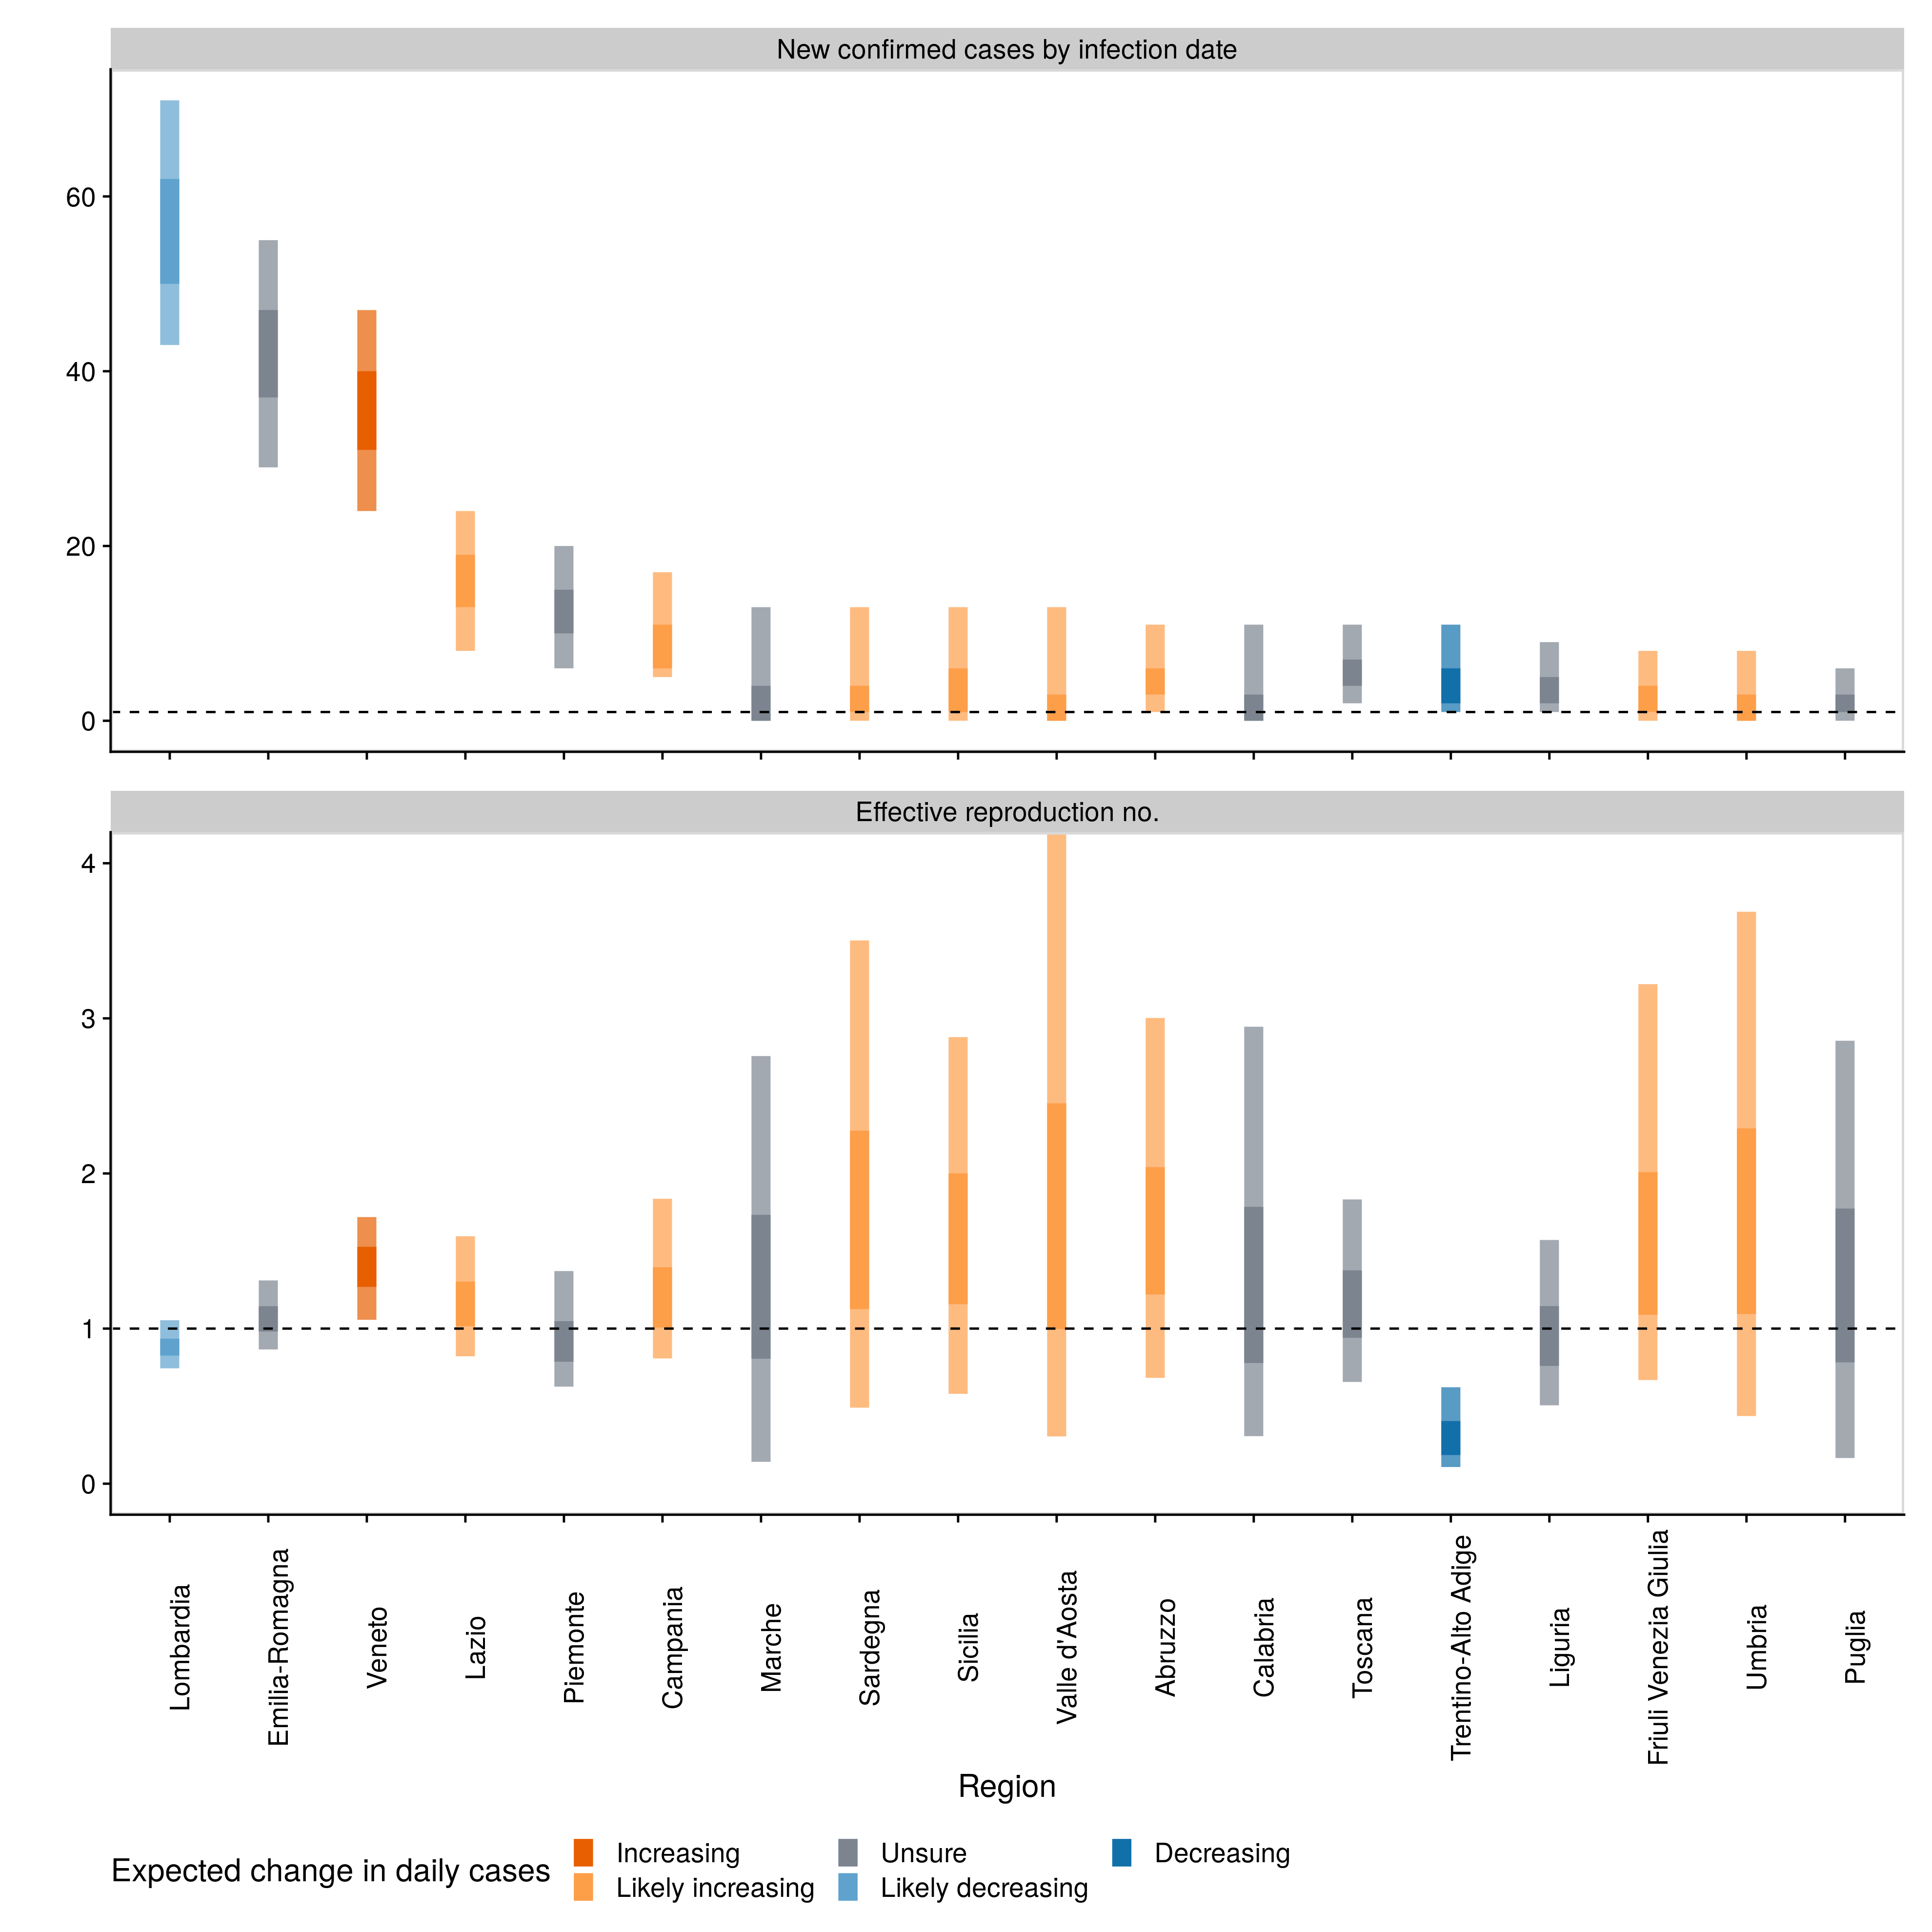 New confirmed cases by infection date
60
40
20
0
Effective reproduction no.
4
3
2
1
0
Lombardia
Emilia-Romagna
Veneto
Lazio
Piemonte
Campania
Marche
Sardegna
Sicilia
Valle d'Aosta
Abruzzo
Calabria
Toscana
Trentino-Alto Adige
Liguria
Friuli Venezia Giulia
Umbria
Puglia
Region
Expected change in daily cases
Increasing
Unsure
Decreasing
Likely increasing
Likely decreasing